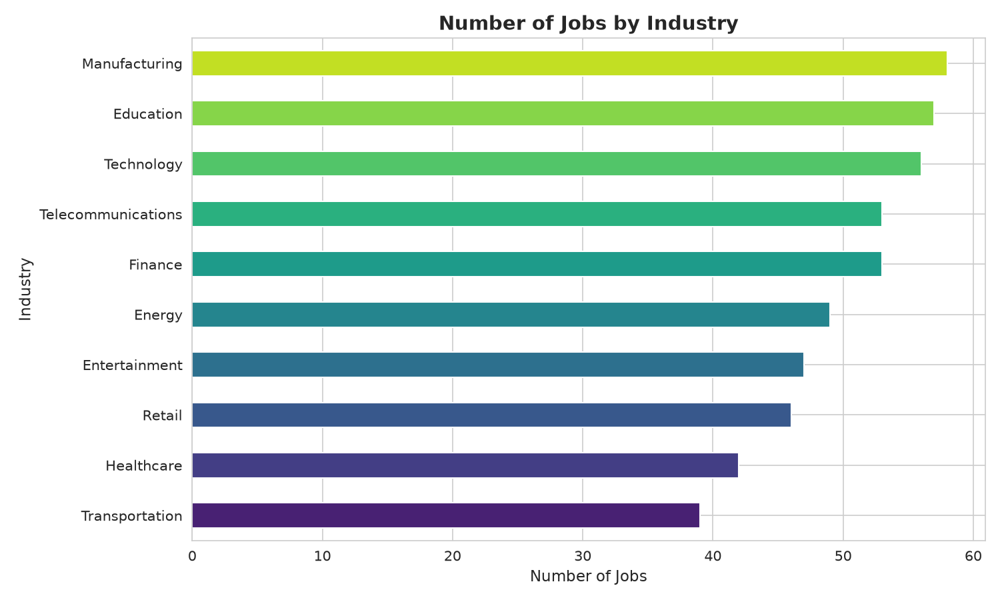 Number of Jobs by Industry
Manufacturing
Education
Technology
Telecommunications
Finance
Energy
Entertainment
Retail
Healthcare
Transportation
Industry
0 10 20 30 40 50 60
Number of Jobs